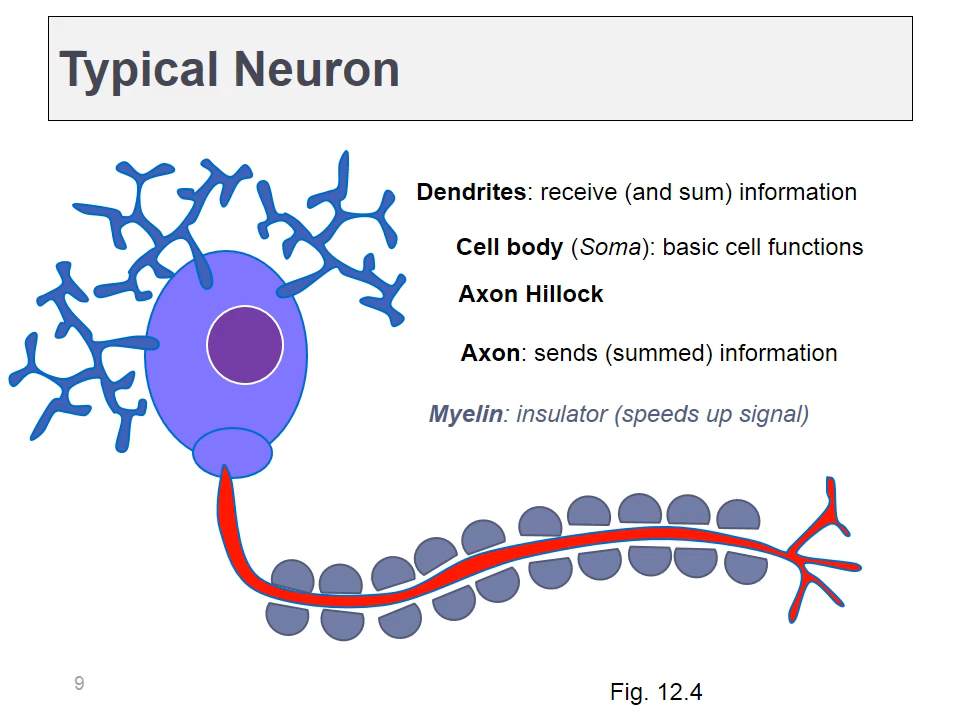 Typical Neuron
Dendrites: receive (and sum) information
Cell body (Soma): basic cell functions
Axon Hillock
Axon: sends (summed) information
Myelin: insulator (speeds up signal)
9
Fig. 12.4